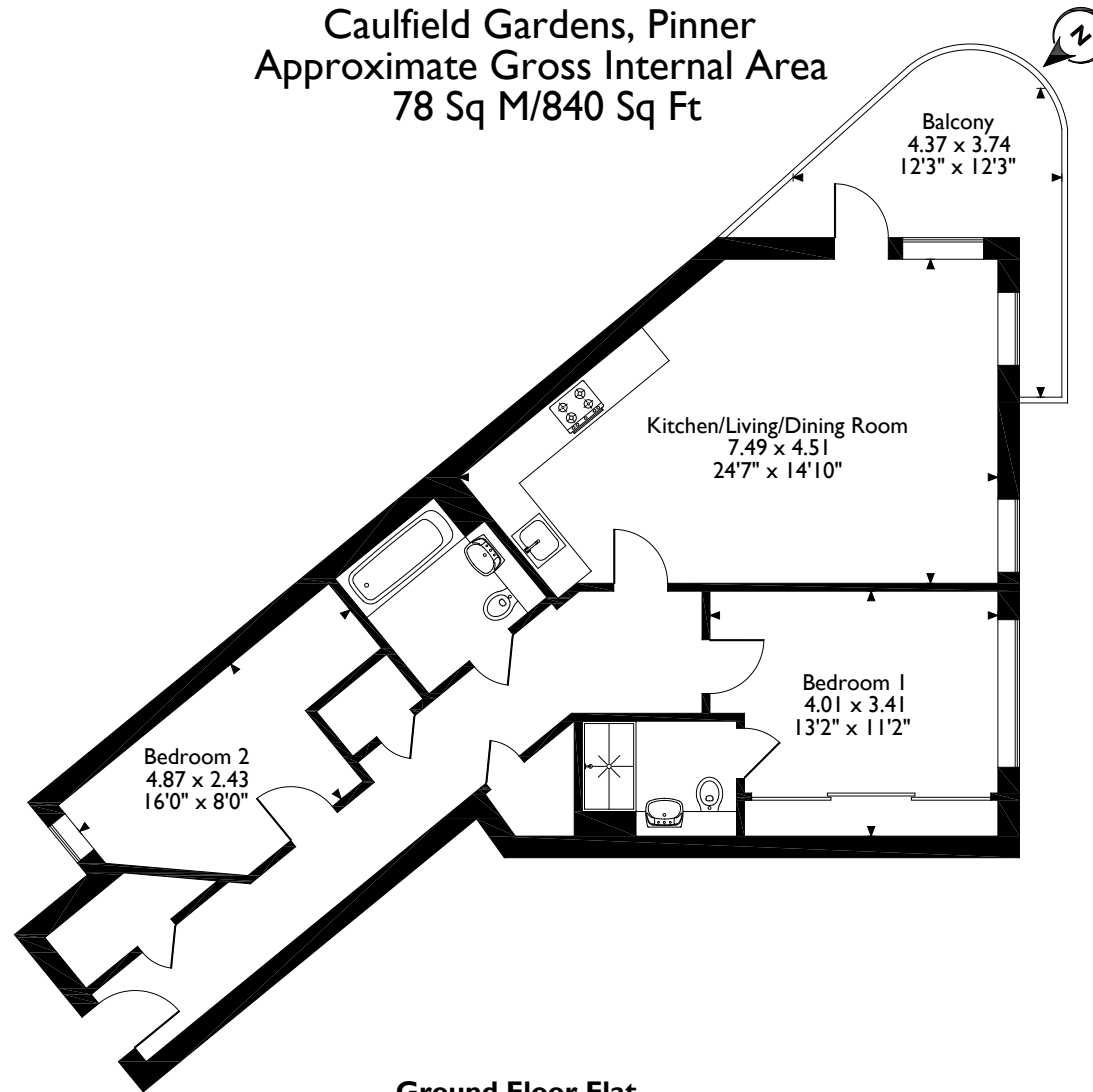 Caulfield Gardens, Pinner
Approximate Gross Internal Area
78 Sq M/840 Sq Ft
N
Balcony
4.37 x 3.74
12'3" x 12'3"
Kitchen/Living/Dining Room
7.49 x 4.51
24'7" x 14'10"
Bedroom 1
4.01 x 3.41
13'2" x 11'2"
Bedroom 2
4.87 x 2.43
16'0" x 8'0"
Ground Floor Flat